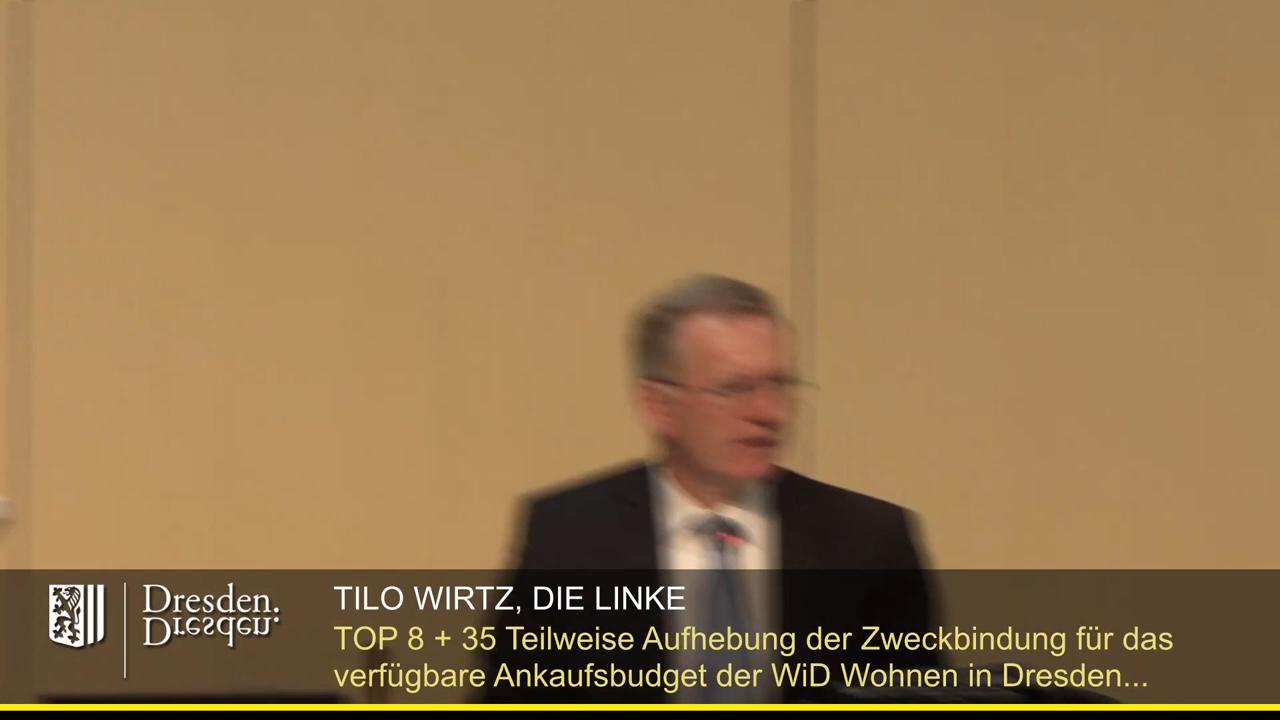 Dresden.
Dresden.
TILO WIRTZ, DIE LINKE
TOP 8 + 35 Teilweise Aufhebung der Zweckbindung für das
verfügbare Ankaufsbudget der WiD Wohnen in Dresden...